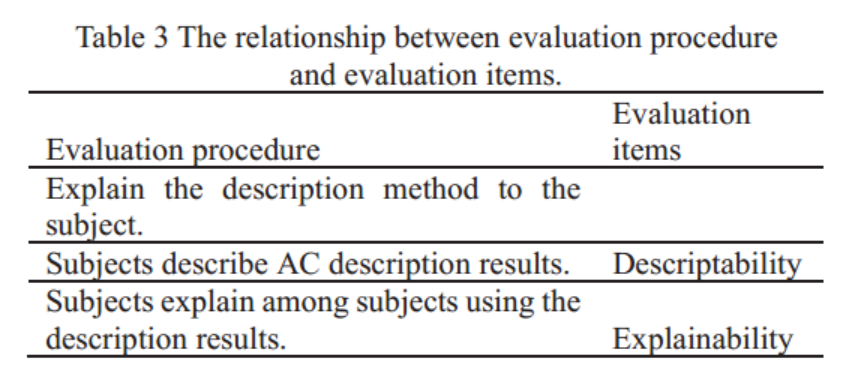 Table 3 The relationship between evaluation procedure
and evaluation items.
Evaluation
Evaluation procedure items
Explain the description method to the
subject.
Subjects describe AC description results. Descriptability
Subjects explain among subjects using the
description results. Explainability